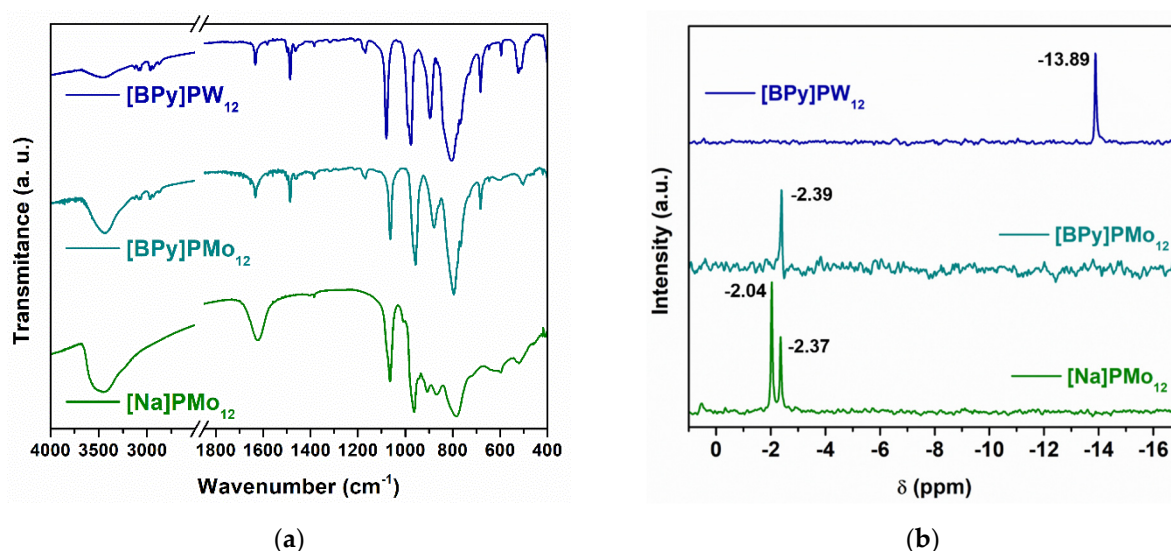 [BPy]PW12
[BPy]PMo12
[Na]PMo12
Transmitance (a. u.)
4000 3500 3000 1800 1600 1400 1200 1000 800 600 400
Wavenumber (cm-1)
(a)
-13.89
[BPy]PW12
-2.39
[BPy]PMo12
-2.04
-2.37
[Na]PMo12
Intensity (a.u.)
0 -2 -4 -6 -8 -10 -12 -14 -16
δ (ppm)
(b)